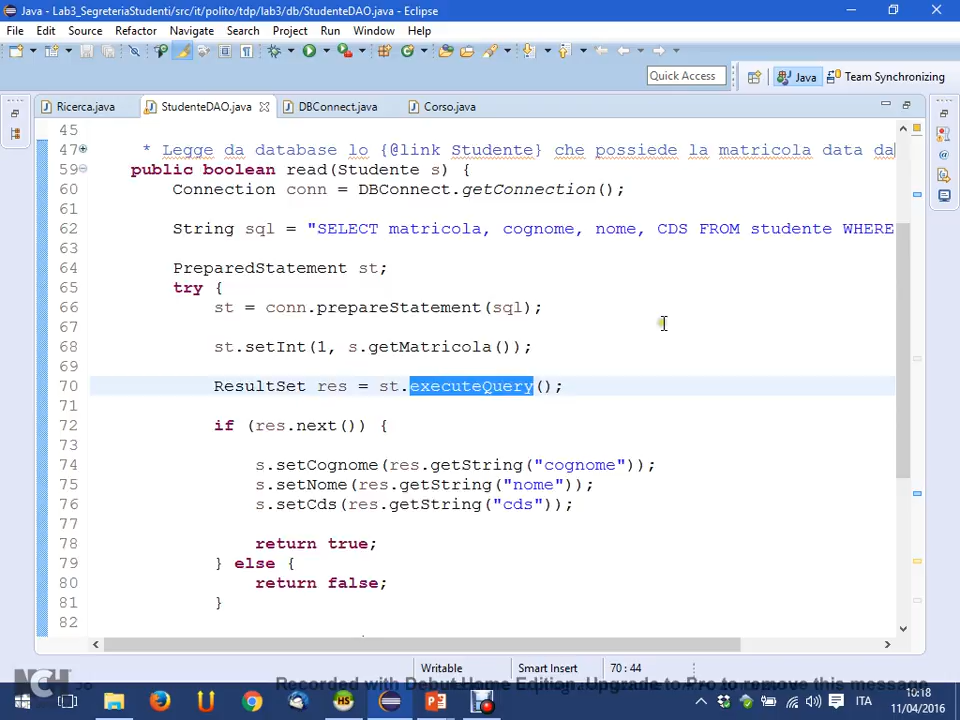 Java - Lab3_SegreteriaStudenti/src/it/polito/tdp/lab3/db/StudenteDAO.java - Eclipse
File Edit Source Refactor Navigate Search Project Run Window Help
Quick Access Java Team Synchronizing
Ricerca.java StudenteDAO.java DBConnect.java Corso.java
45
47 * Legge da database lo {@link Studente} che possiede la matricola data da
59 public boolean read(Studente s) {
60 Connection conn = DBConnect.getConnection();
61
62 String sql = "SELECT matricola, cognome, nome, CDS FROM studente WHERE
63
64 PreparedStatement st;
65 try {
66 st = conn.prepareStatement(sql);
67
68 st.setInt(1, s.getMatricola());
69
70 ResultSet res = st.executeQuery();
71
72 if (res.next()) {
73
74 s.setCognome(res.getString("cognome"));
75 s.setNome(res.getString("nome"));
76 s.setCds(res.getString("cds"));
77
78 return true;
79 } else {
80 return false;
81 }
82
Writable Smart Insert 70 : 44
NCH Recorded with Debut Home Edition. Upgrade to Pro to remove this message
HS ITA 10:18
11/04/2016